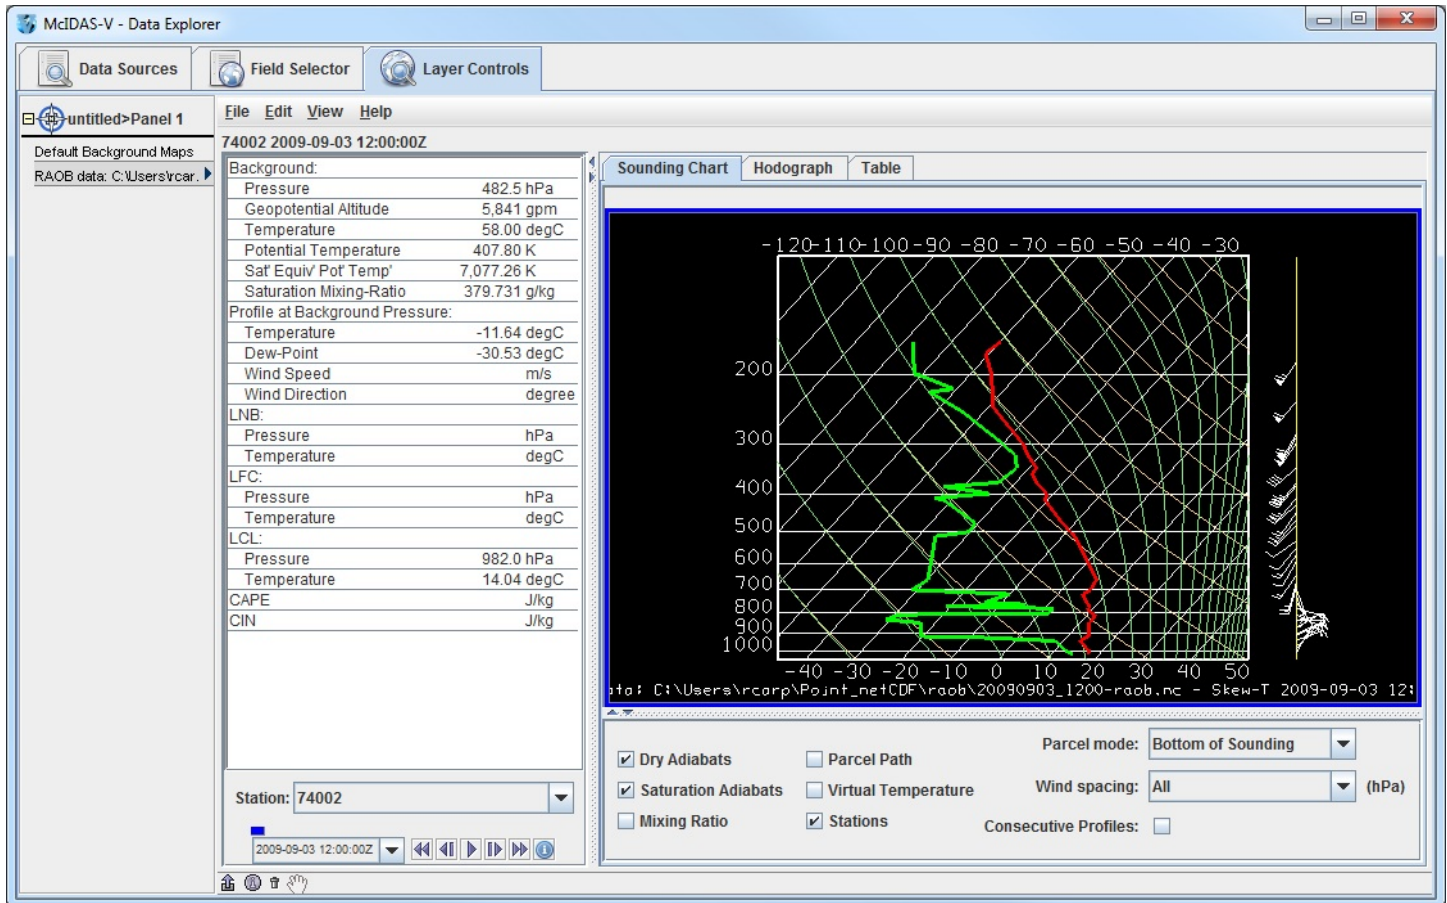 McIDAS-V - Data Explorer
Data Sources Field Selector Layer Controls
untitled>Panel 1
Default Background Maps
RAOB data: C:\Users\rcar.
File Edit View Help
74002 2009-09-03 12:00:00Z
Background:
Pressure 482.5 hPa
Geopotential Altitude 5,841 gpm
Temperature 58.00 degC
Potential Temperature 407.80 K
Sat' Equiv' Pot' Temp' 7,077.26 K
Saturation Mixing-Ratio 379.731 g/kg
Profile at Background Pressure:
Temperature -11.64 degC
Dew-Point -30.53 degC
Wind Speed m/s
Wind Direction degree
LNB:
Pressure hPa
Temperature degC
LFC:
Pressure hPa
Temperature degC
LCL:
Pressure 982.0 hPa
Temperature 14.04 degC
CAPE J/kg
CIN J/kg
Station: 74002
2009-09-03 12:00:00Z
Sounding Chart Hodograph Table
-120-110-100-90 -80 -70 -60 -50 -40 -30
200
300
400
500
600
700
800
900
1000
-40 -30 -20 -10 0 10 20 30 40 50
ata: C:\Users\rcarp\Point_netCDF\raob\20090903_1200-raob.nc - Skew-T 2009-09-03 12:
Dry Adiabats Parcel Path Parcel mode: Bottom of Sounding
Saturation Adiabats Virtual Temperature Wind spacing: All (hPa)
Mixing Ratio Stations Consecutive Profiles: